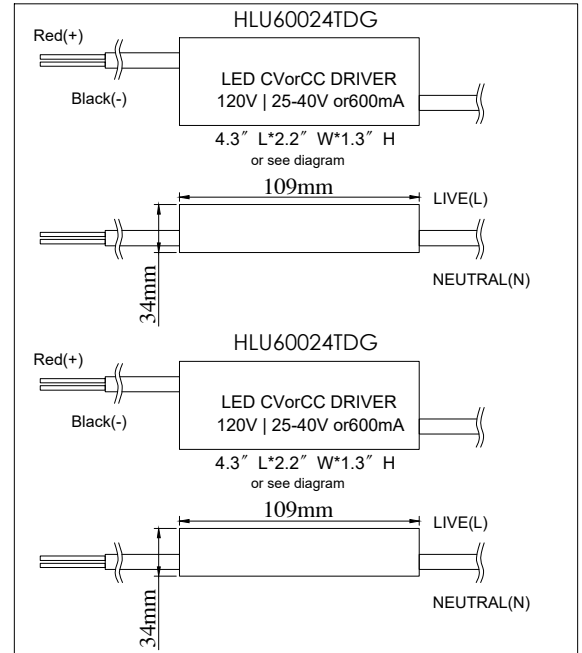 HLU60024TDG
Red(+)
LED CVorCC DRIVER
Black(-)
120V | 25-40V or600mA
4.3″ L*2.2″ W*1.3″ H
or see diagram
109mm
LIVE(L)
34mm
NEUTRAL(N)
HLU60024TDG
Red(+)
LED CVorCC DRIVER
Black(-)
120V | 25-40V or600mA
4.3″ L*2.2″ W*1.3″ H
or see diagram
109mm
LIVE(L)
34mm
NEUTRAL(N)